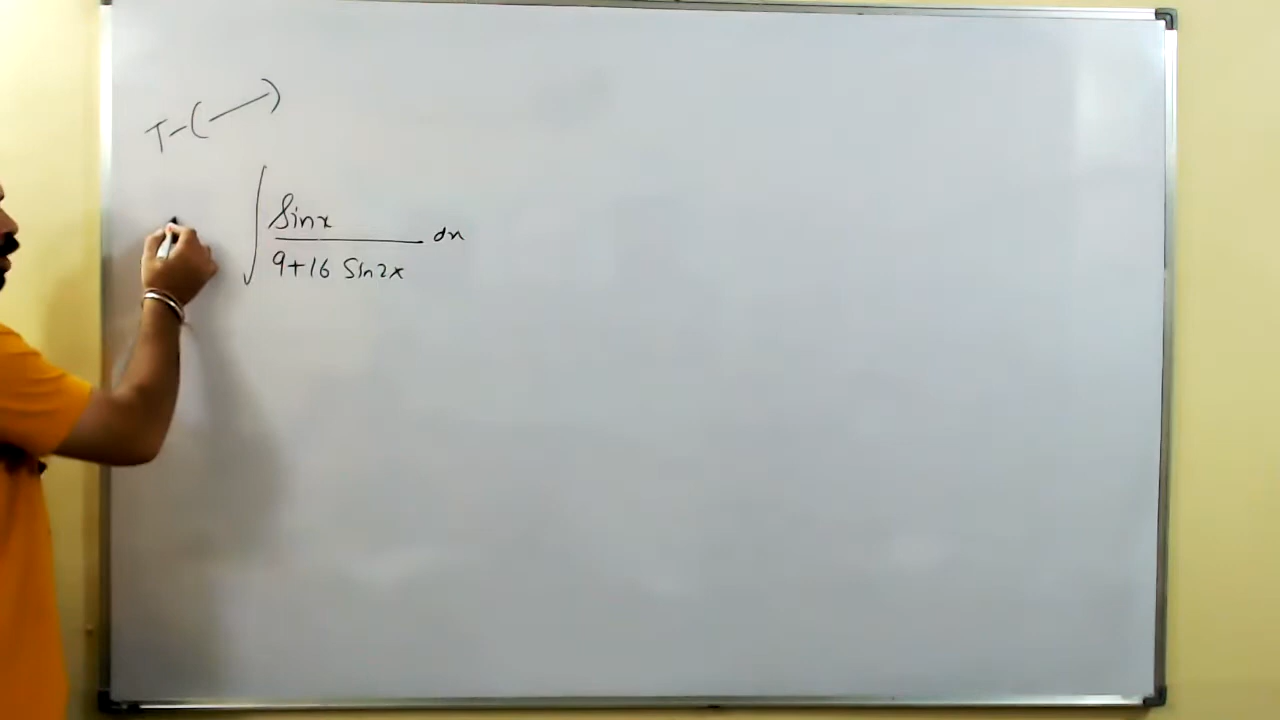 T-( )
∫ Sinx / 9+16 Sin2x dx